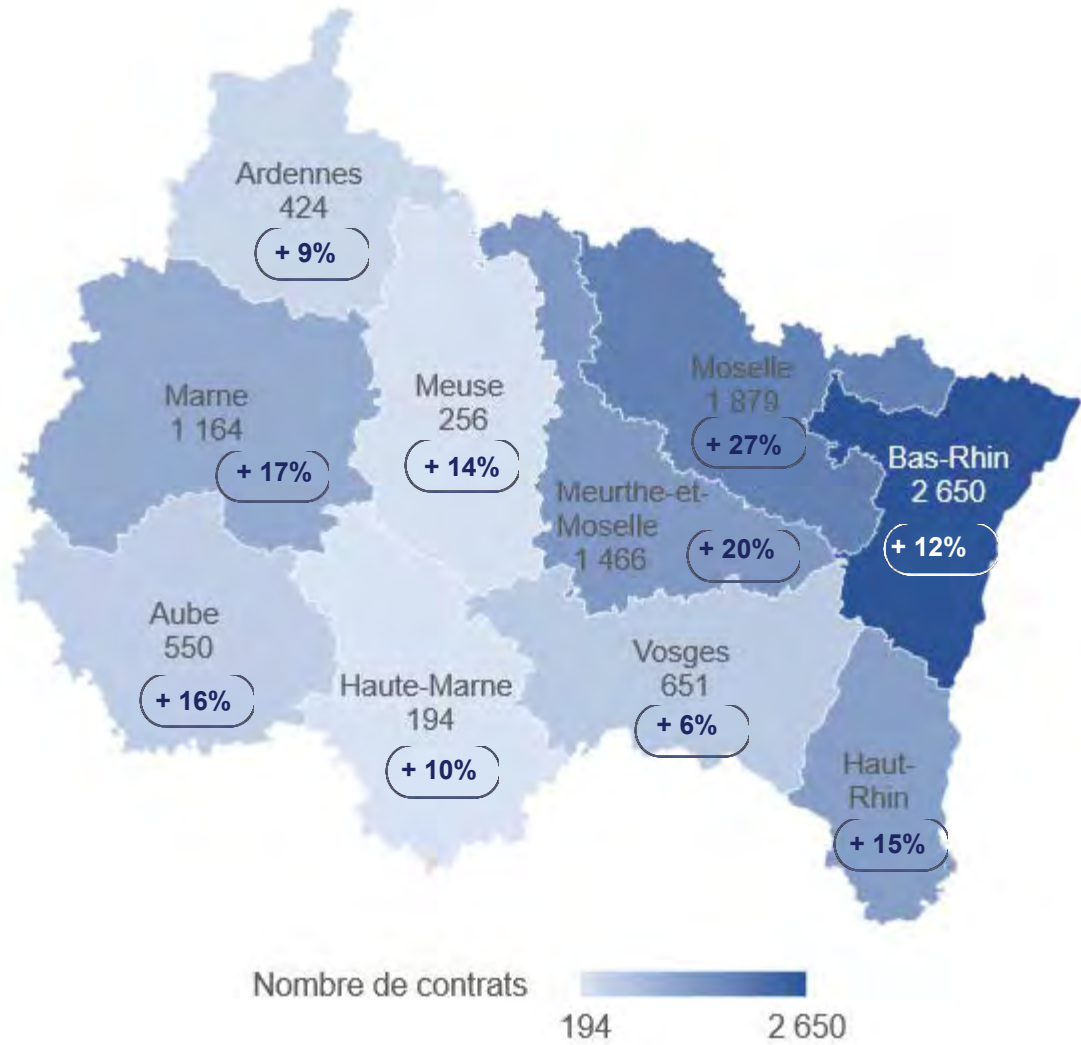 Ardennes
424
+ 9%
Marne
1 164
+ 17%
Meuse
256
+ 14%
Moselle
1 879
+ 27%
Bas-Rhin
2 650
+ 12%
Meurthe-et-
Moselle
1 466
+ 20%
Aube
550
+ 16%
Haute-Marne
194
+ 10%
Vosges
651
+ 6%
Haut-
Rhin
+ 15%
Nombre de contrats
194
2 650